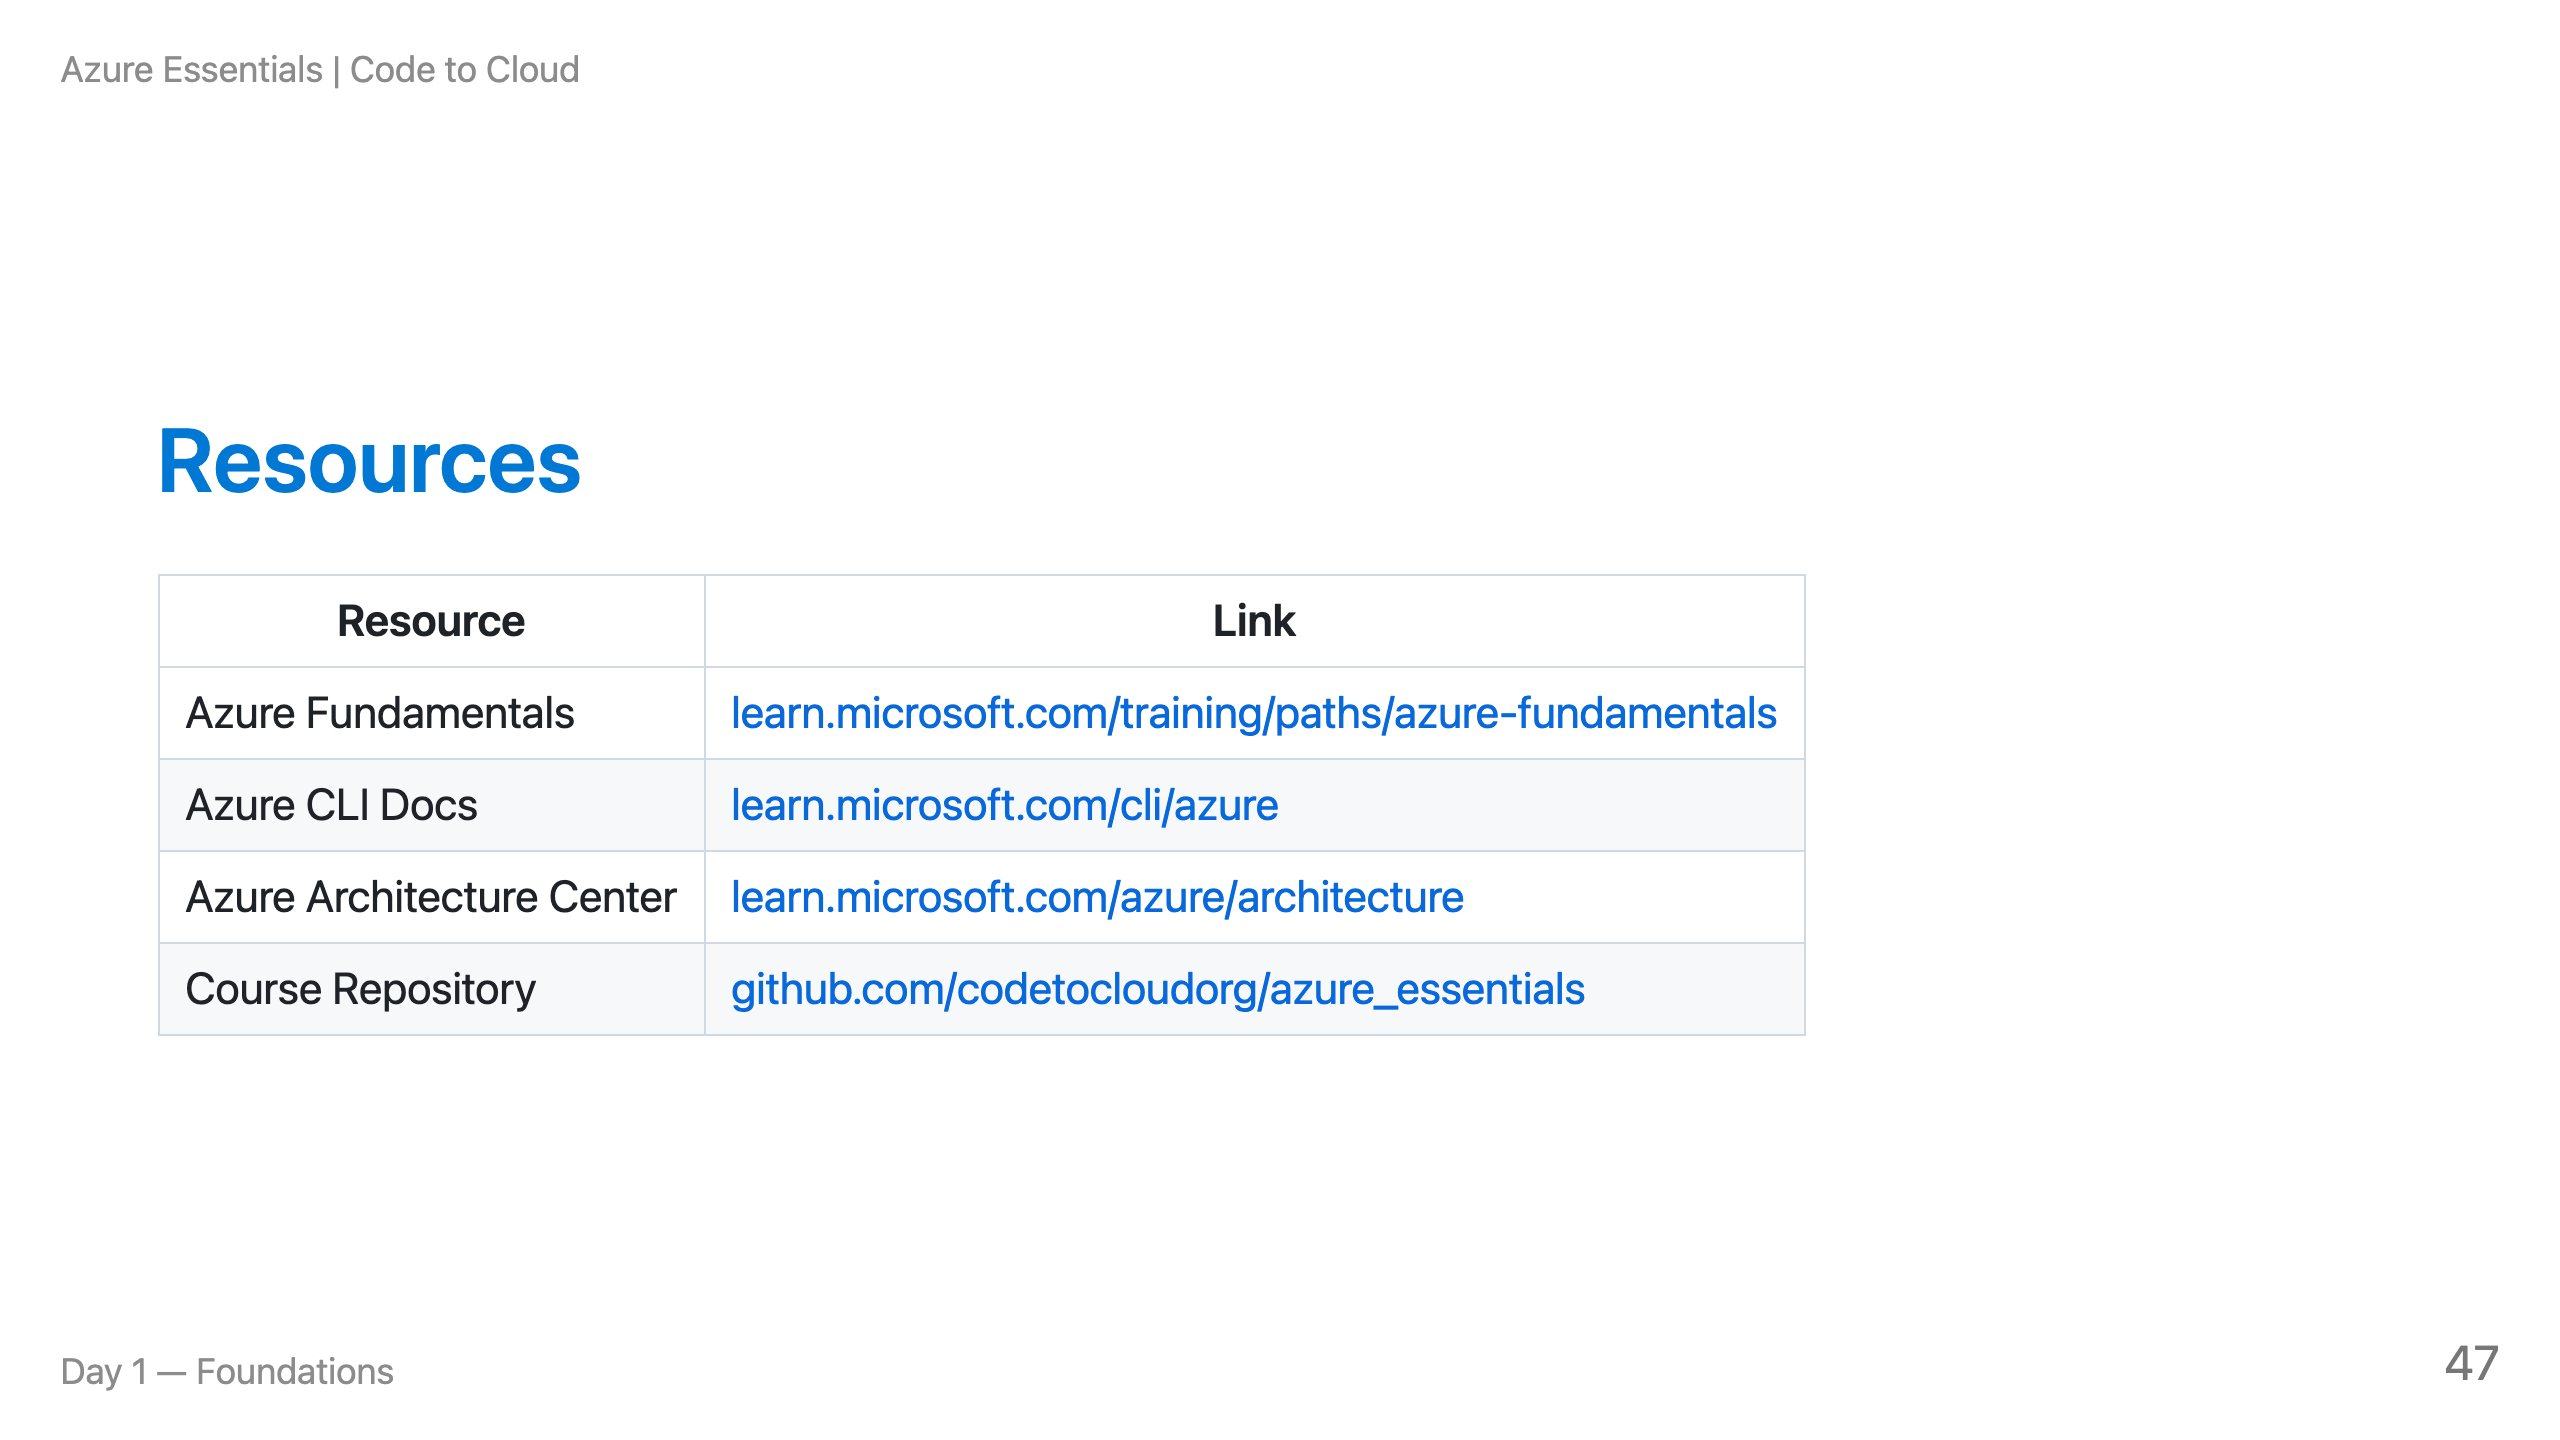 Azure Essentials | Code to Cloud
Resources
Resource Link
Azure Fundamentals learn.microsoft.com/training/paths/azure-fundamentals
Azure CLI Docs learn.microsoft.com/cli/azure
Azure Architecture Center learn.microsoft.com/azure/architecture
Course Repository github.com/codetocloudorg/azure_essentials
Day 1 — Foundations
47